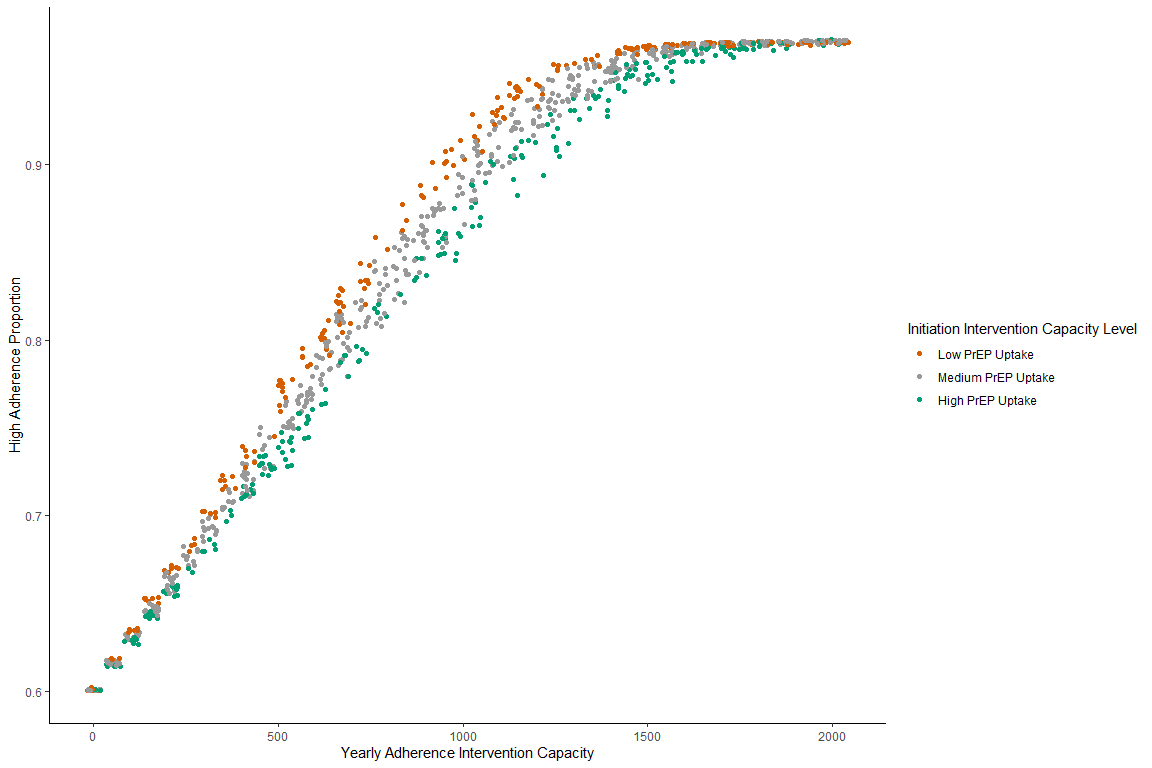 High Adherence Proportion
0.9
0.8
0.7
0.6
0
500
1000
1500
2000
Yearly Adherence Intervention Capacity
Initiation Intervention Capacity Level
Low PrEP Uptake
Medium PrEP Uptake
High PrEP Uptake